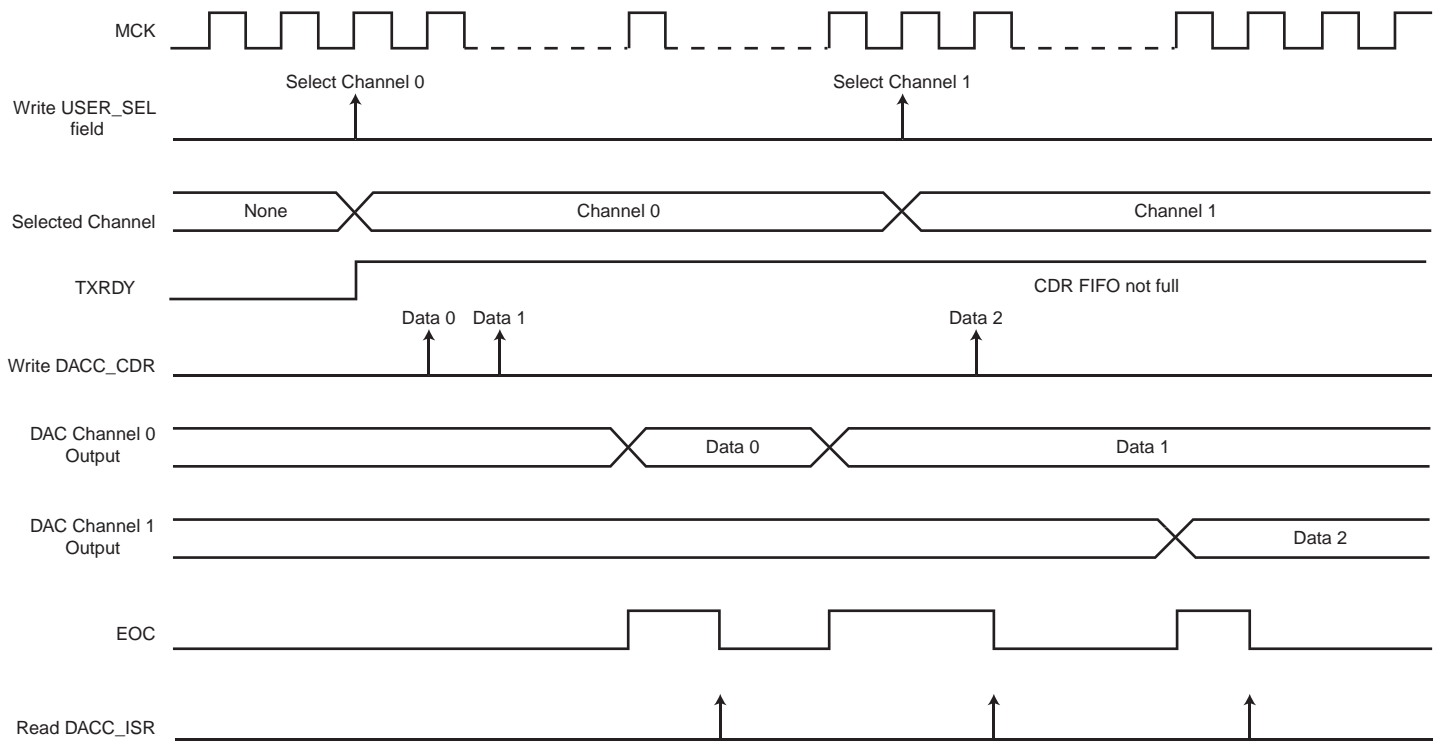 MCK
Select Channel 0
Select Channel 1
Write USER_SEL
field
Selected Channel
None
Channel 0
Channel 1
TXRDY
CDR FIFO not full
Data 0
Data 1
Data 2
Write DACC_CDR
DAC Channel 0
Output
Data 0
Data 1
DAC Channel 1
Output
Data 2
EOC
Read DACC_ISR